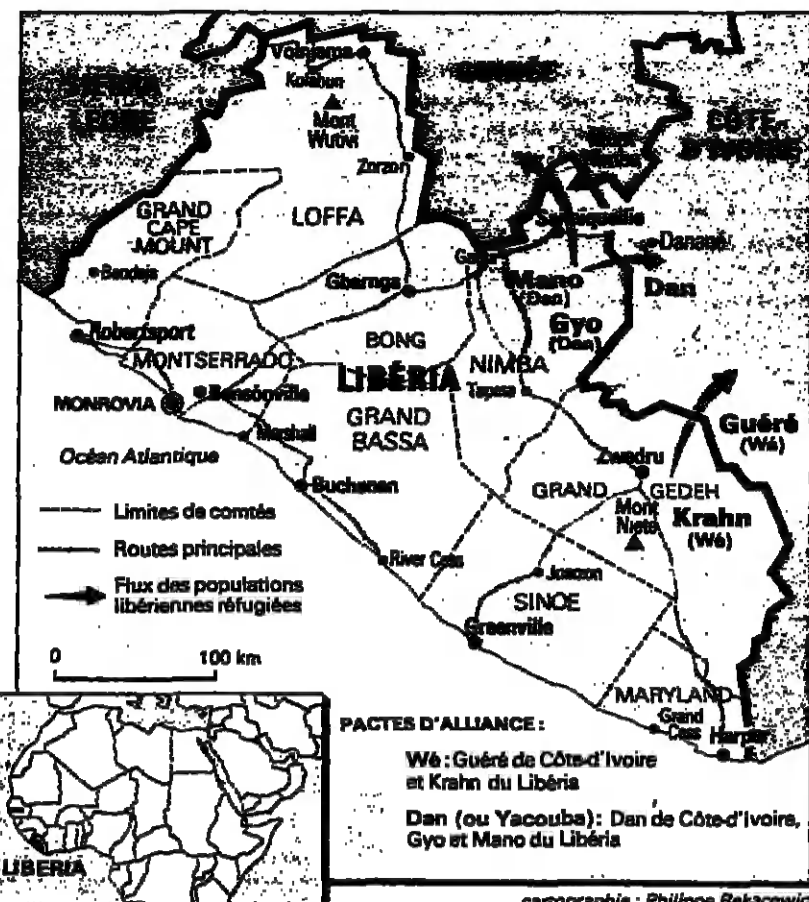 Voinjama
Kolahun
GUINÉE
SIERRA
LEONE
Mont
Wutivi
CÔTE-
D'IVOIRE
Zorzor
GRAND
CAPE
MOUNT
LOFFA
Danané
Bendaja
Gbarnga
Mano
(Dan)
Dan
Gyo
(Dan)
Robertsport
BONG
MONTSERRADO
NIMBA
LIBÉRIA
Tapeta
Bensonville
MONROVIA
GRAND
BASSA
Guéré
(Wé)
Marshall
Océan Atlantique
Zwedru
Buchanan
GRAND GEDEH
Mont
Niete
Krahn
(Wé)
Limites de comtés
Routes principales
River Cess
Flux des populations
libériennes réfugiées
SINOE
Greenville
0 100 km
MARYLAND
Grand
Cess
Harper
PACTES D'ALLIANCE :
Wé : Guéré de Côte-d'Ivoire
et Krahn du Libéria
Dan (ou Yacouba) : Dan de Côte-d'Ivoire,
Gyo et Mano du Libéria
LIBERIA
cartographie : Philippe Rekacewicz